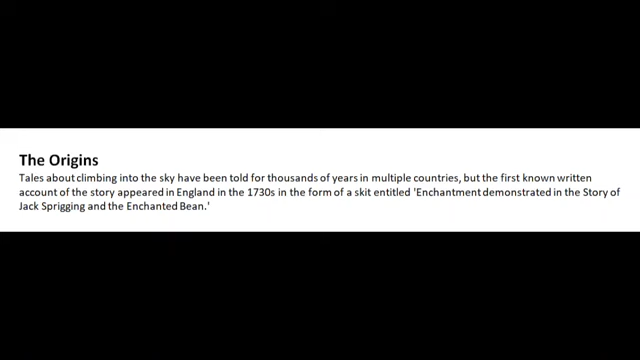 The Origins
Tales about climbing into the sky have been told for thousands of years in multiple countries, but the first known written
account of the story appeared in England in the 1730s in the form of a skit entitled 'Enchantment demonstrated in the Story of
Jack Sprigging and the Enchanted Bean.'